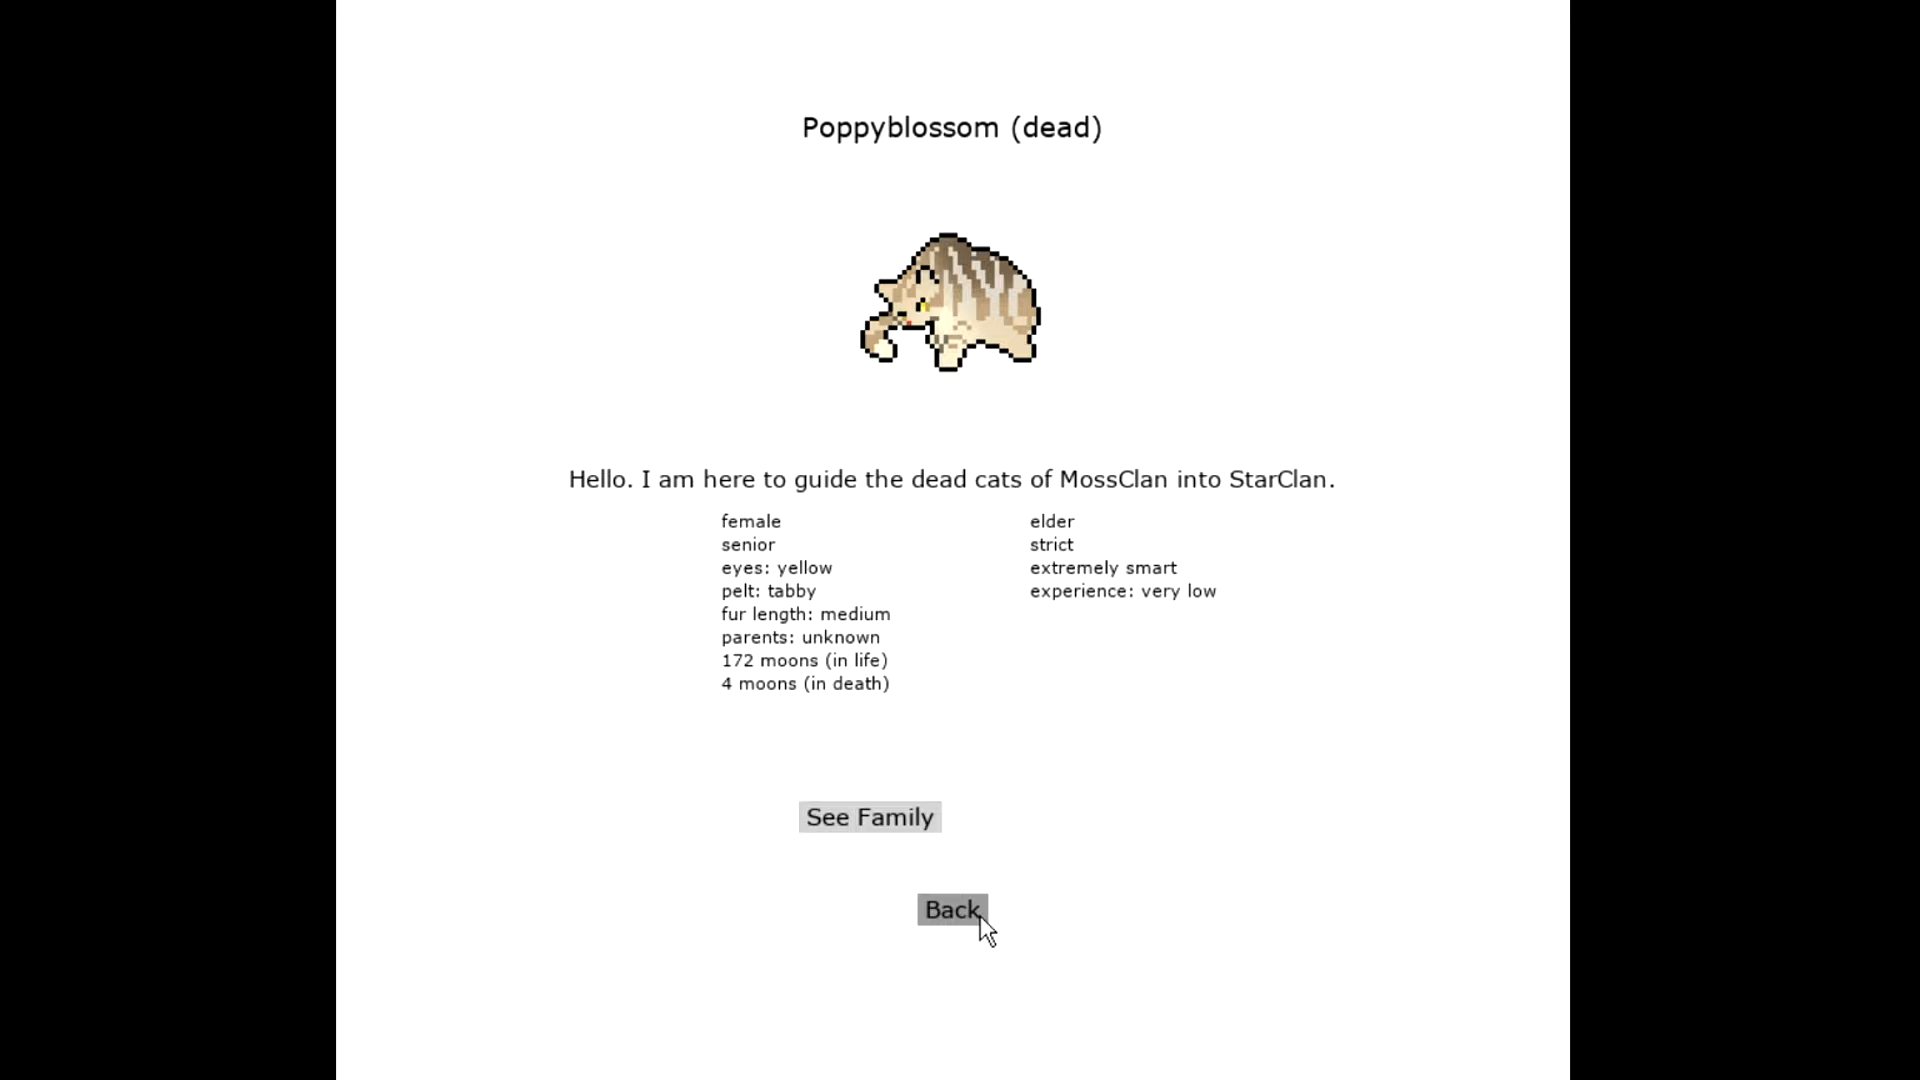 Poppyblossom (dead)
Hello. I am here to guide the dead cats of MossClan into StarClan.
female
senior
eyes: yellow
pelt: tabby
fur length: medium
parents: unknown
172 moons (in life)
4 moons (in death)
elder
strict
extremely smart
experience: very low
See Family
Back